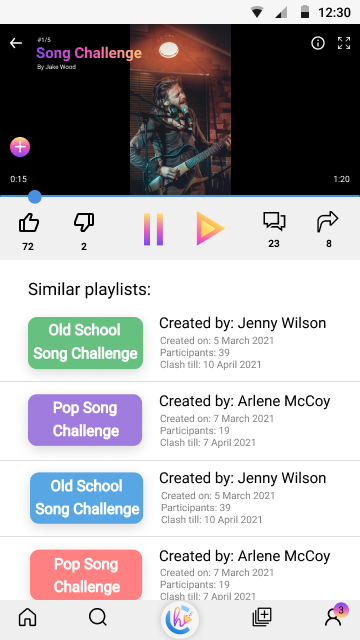 12:30
#1/5
Song Challenge
By Jake Wood
0:15
1:20
72
2
23
8
Similar playlists:
Old School
Song Challenge
Created by: Jenny Wilson
Created on: 5 March 2021
Participants: 39
Clash till: 10 April 2021
Pop Song
Challenge
Created by: Arlene McCoy
Created on: 7 March 2021
Participants: 19
Clash till: 7 April 2021
Old School
Song Challenge
Created by: Jenny Wilson
Created on: 5 March 2021
Participants: 39
Clash till: 10 April 2021
Pop Song
Challenge
Created by: Arlene McCoy
Created on: 7 March 2021
Participants: 19
Clash till: 7 April 2021
3